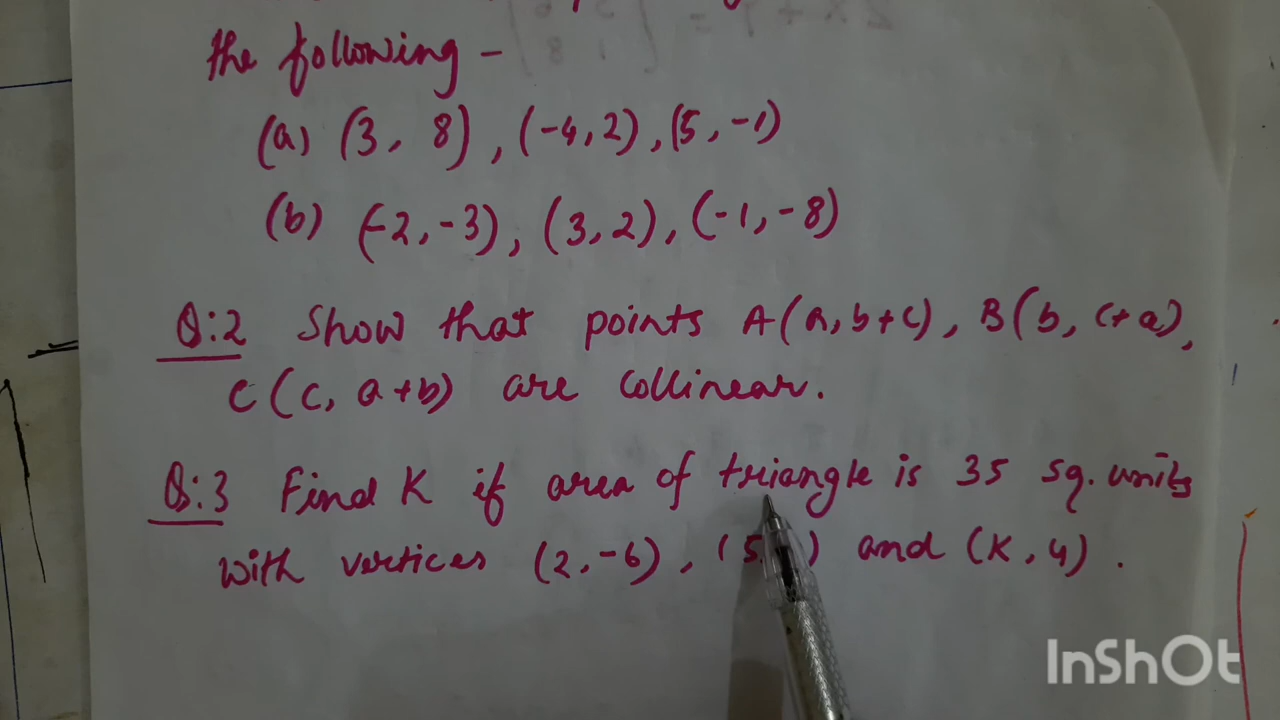 the following -
(a) (3, 8), (-4, 2), (5, -1)
(b) (-2, -3), (3, 2), (-1, -8)
Q:2 Show that points A(a, b+c), B(b, c+a),
C(c, a+b) are collinear.
Q:3 Find K if area of triangle is 35 sq. units
with vertices (2, -6), (5, ) and (K, 4).
InShOt